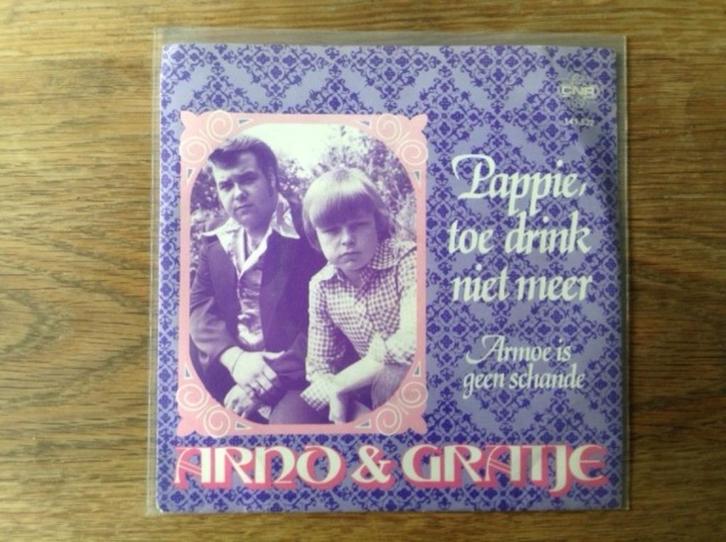 CNR
Pappie,
toe drink
niet meer
Armoe is
geen schande
ARNO & GRATJE